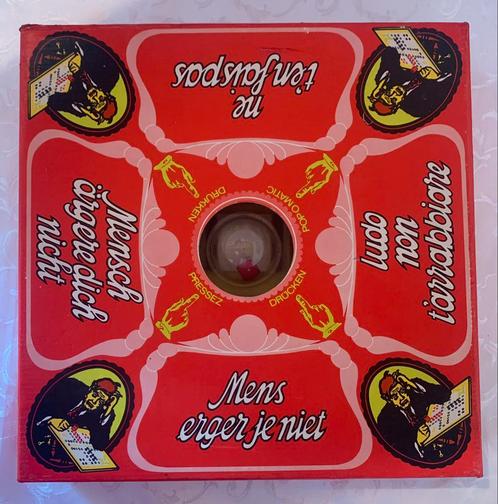 ne
t'en fais pas
Mensch
ärgere dich
nicht
ludo
non
t'arrabbiare
DRUKKEN
POP O MATIC
PRESSEZ
DRÜCKEN
Mens
erger je niet